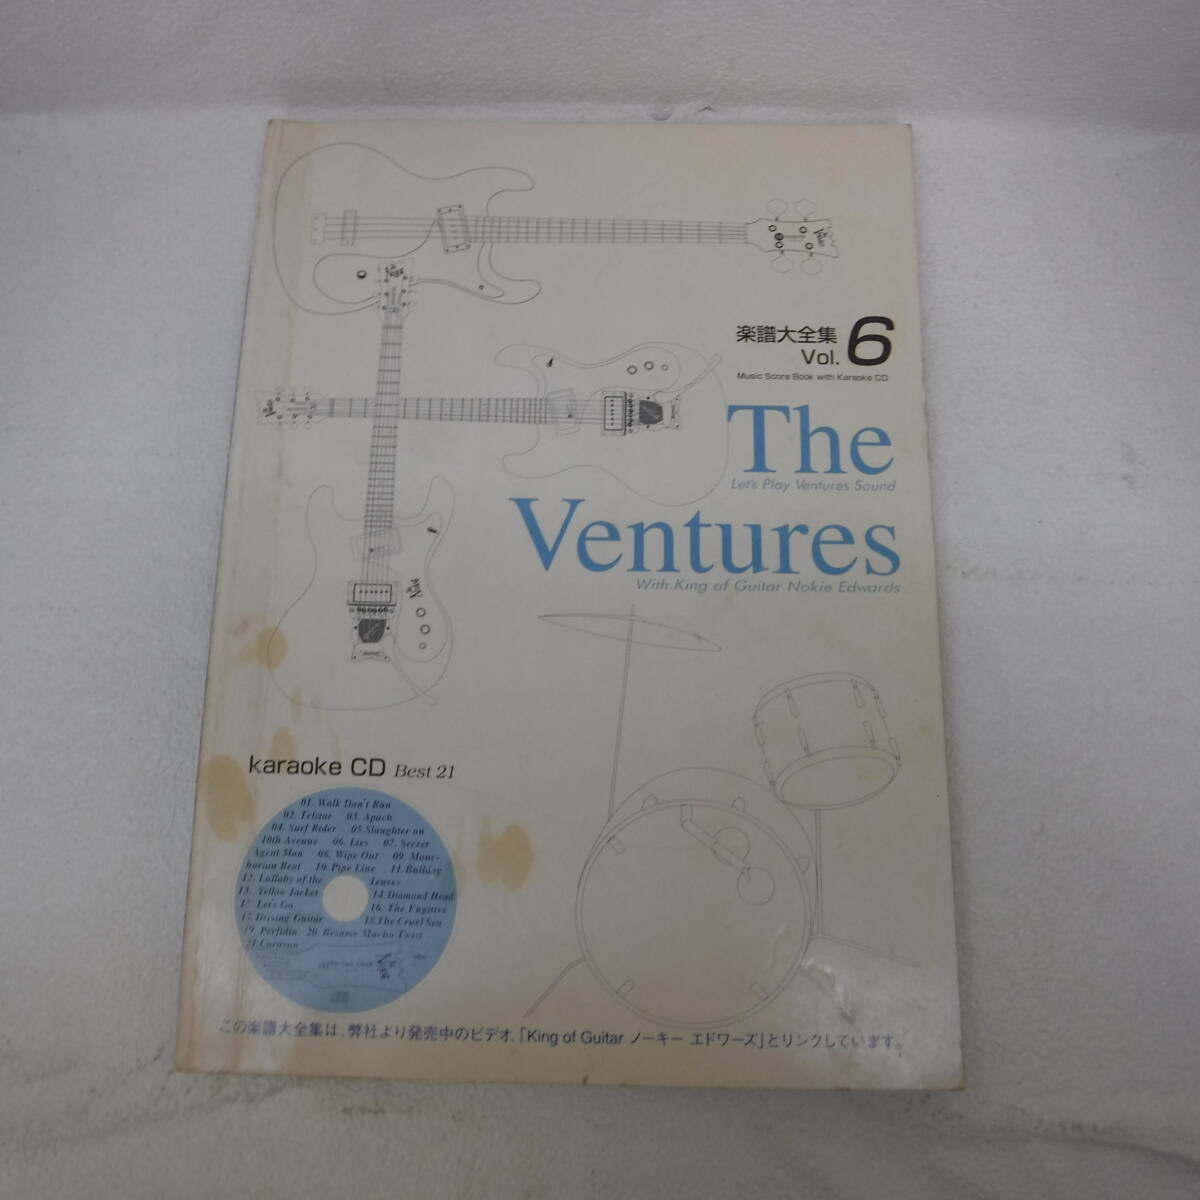 楽譜大全集
Vol. 6
Music Score Book with Karaoke CD
The
Let's Play Ventures Sound
Ventures
With King of Guitar Nokie Edwards
karaoke CD Best 21
01. Walk Don't Run
02. Telstar 03. Apach
04. Surf Rider 05.Slaughter on
10th Avenue 06. Lies 07. Secret
Agent Man 08. Wipe Out 09. Manc-
hurian Beat 10. Pipe Line 11.Bulldog
12. Lullaby of the Leaves
13. Yellow Jacket 14.Diamond Head
15. Let's Go 16. The Fugitive
17. Driving Guitar 18.The Cruel Sea
19. Perfidia 20. Besame Mucho Twist
21.Caravan
この楽譜大全集は、弊社より発売中のビデオ、「King of Guitar ノーキー エドワーズ」とリンクしています。